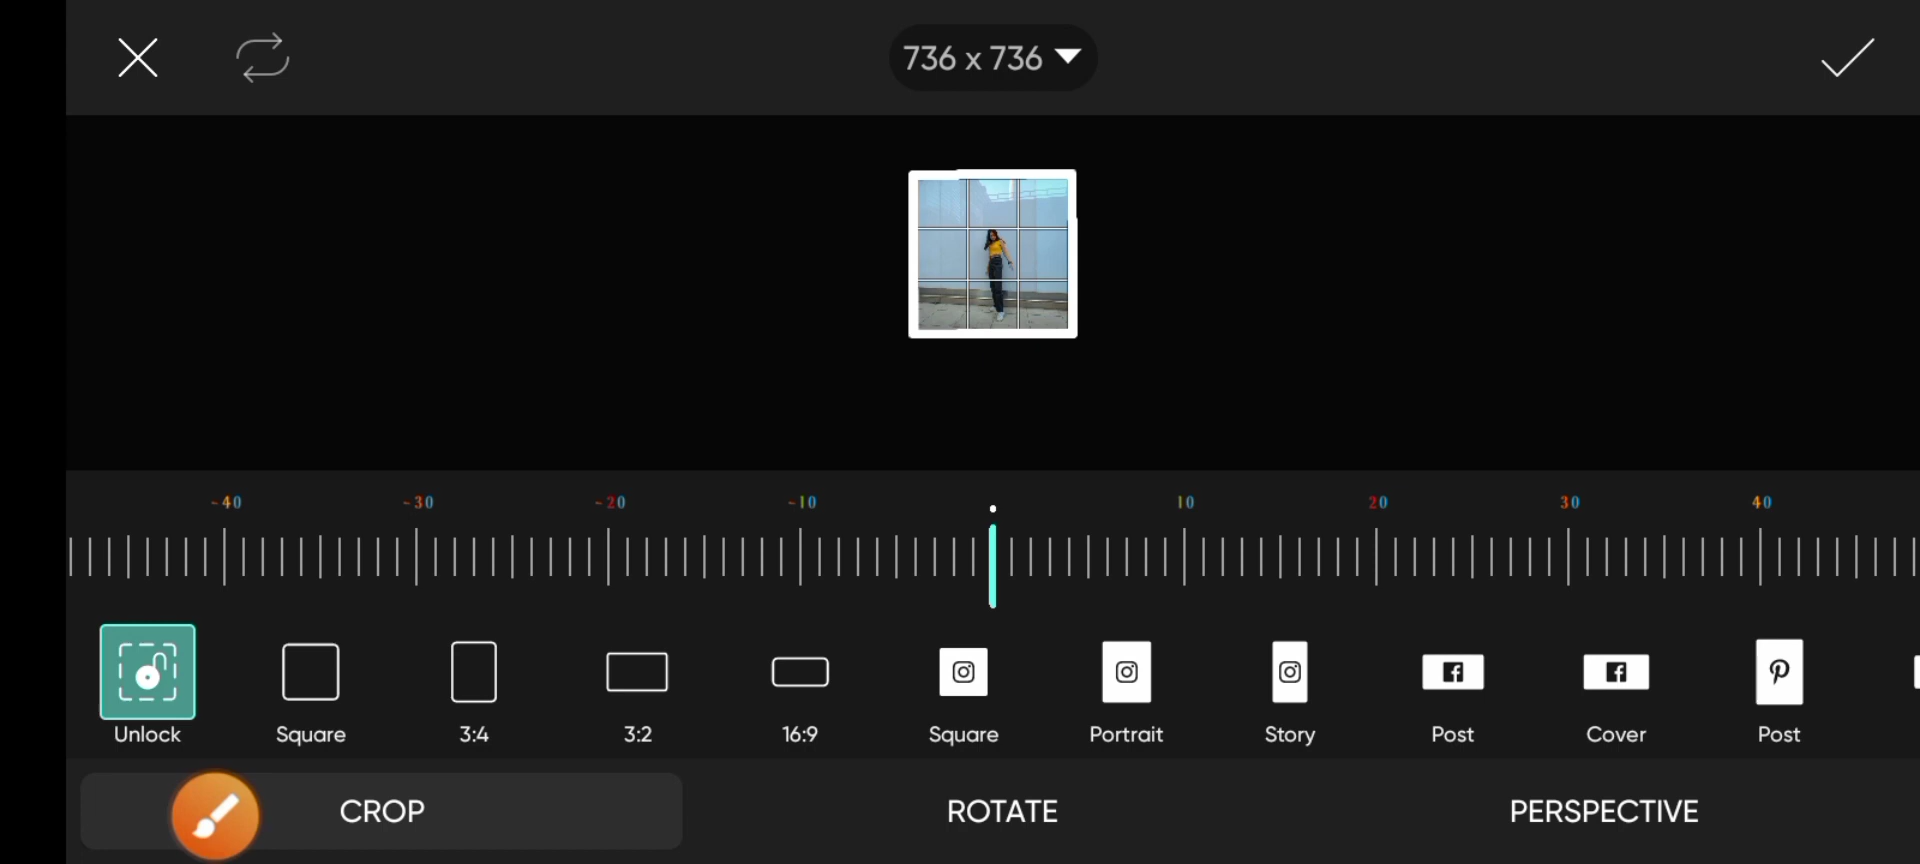 736 x 736
-40 -30 -20 -10 10 20 30 40
Unlock Square 3:4 3:2 16:9 Square Portrait Story Post Cover Post
CROP ROTATE PERSPECTIVE